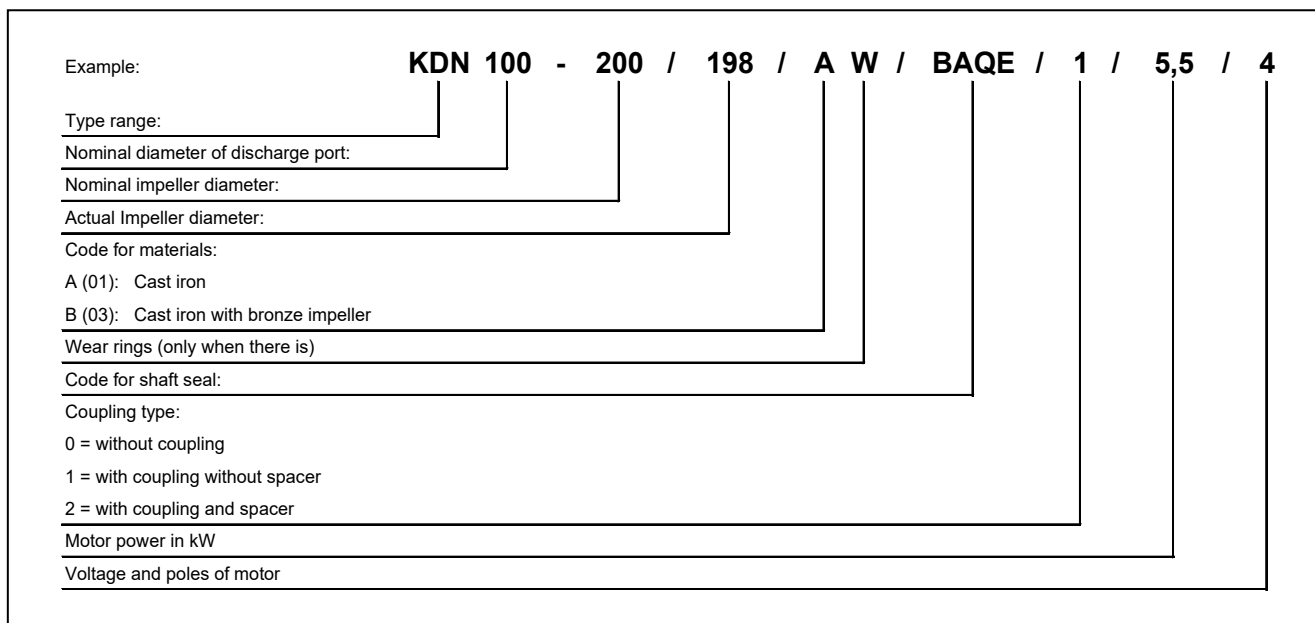 Example: KDN 100 - 200 / 198 / A W / BAQE / 1 / 5,5 / 4
Type range:
Nominal diameter of discharge port:
Nominal impeller diameter:
Actual Impeller diameter:
Code for materials:
A (01): Cast iron
B (03): Cast iron with bronze impeller
Wear rings (only when there is)
Code for shaft seal:
Coupling type:
0 = without coupling
1 = with coupling without spacer
2 = with coupling and spacer
Motor power in kW
Voltage and poles of motor